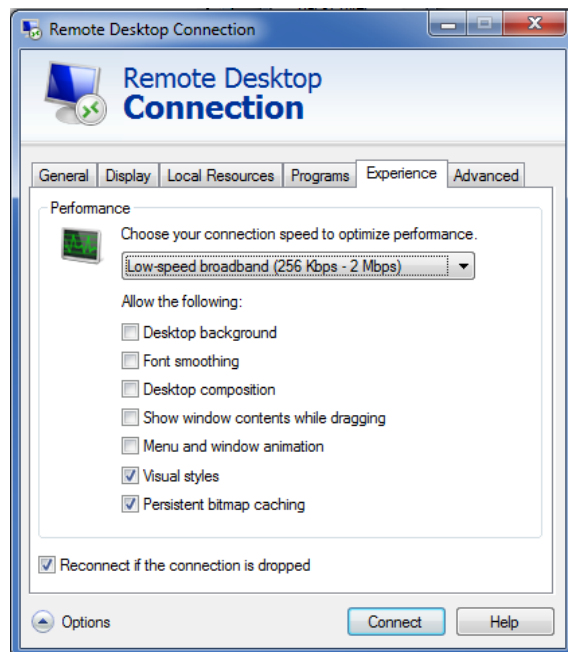 Remote Desktop Connection
Remote Desktop
Connection
General Display Local Resources Programs Experience Advanced
Performance
Choose your connection speed to optimize performance.
Low-speed broadband (256 Kbps - 2 Mbps)
Allow the following:
Desktop background
Font smoothing
Desktop composition
Show window contents while dragging
Menu and window animation
Visual styles
Persistent bitmap caching
Reconnect if the connection is dropped
Options Connect Help